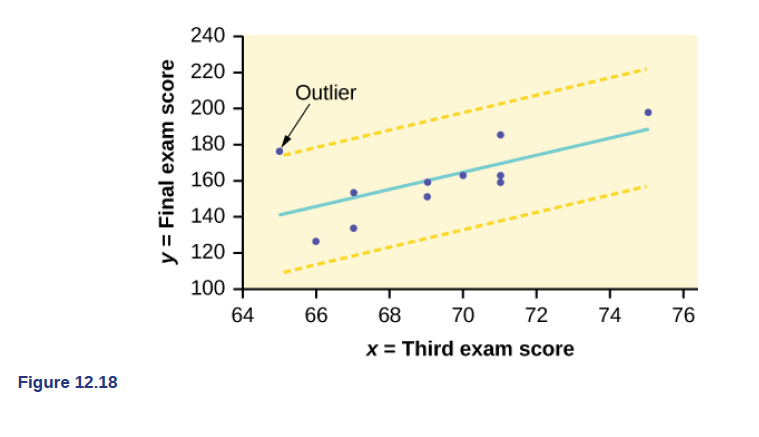 240
220
200
180
160
140
120
100
y = Final exam score
Outlier
64 66 68 70 72 74 76
x = Third exam score
Figure 12.18